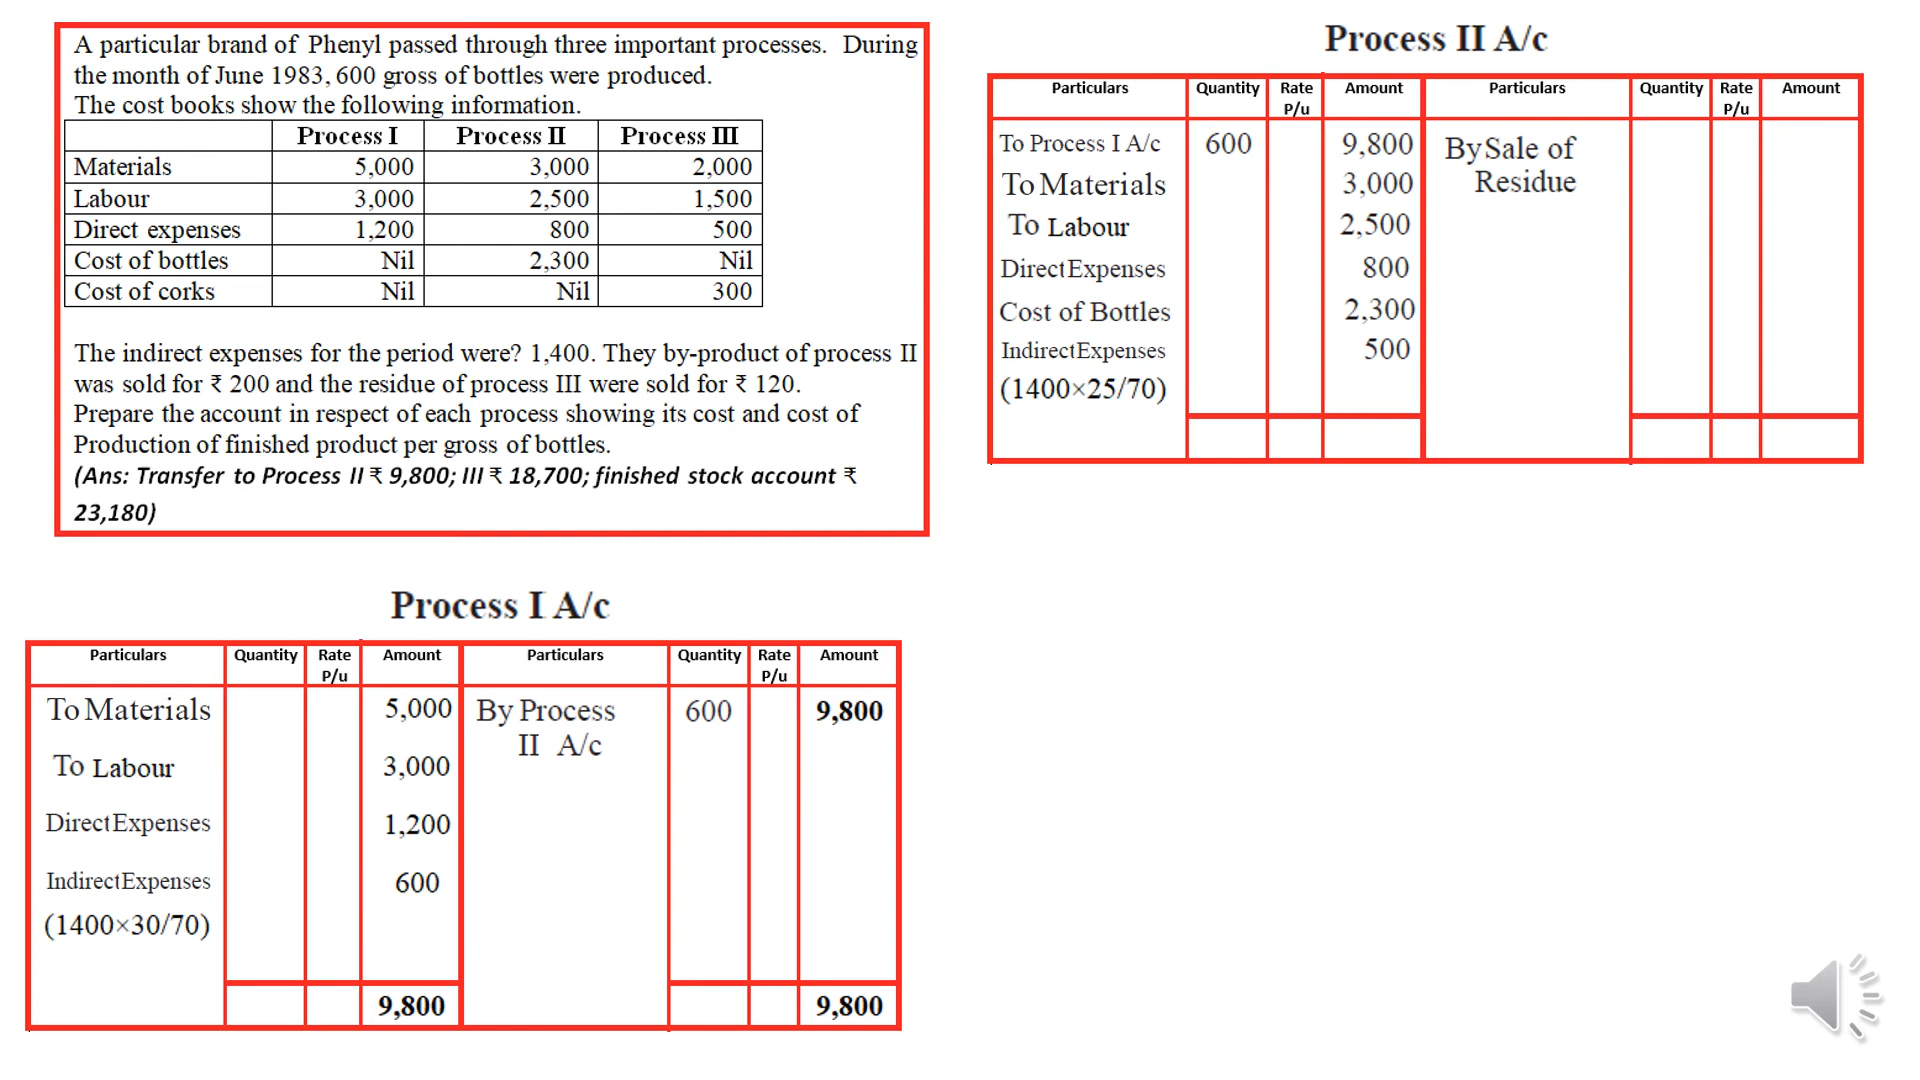 A particular brand of Phenyl passed through three important processes. During
the month of June 1983, 600 gross of bottles were produced.
The cost books show the following information.
Process I Process II Process III
Materials 5,000 3,000 2,000
Labour 3,000 2,500 1,500
Direct expenses 1,200 800 500
Cost of bottles Nil 2,300 Nil
Cost of corks Nil Nil 300
The indirect expenses for the period were? 1,400. They by-product of process II
was sold for ₹ 200 and the residue of process III were sold for ₹ 120.
Prepare the account in respect of each process showing its cost and cost of
Production of finished product per gross of bottles.
(Ans: Transfer to Process II ₹ 9,800; III ₹ 18,700; finished stock account ₹
23,180)
Process I A/c
Particulars Quantity Rate P/u Amount Particulars Quantity Rate P/u Amount
To Materials 5,000 By Process 600 9,800
II A/c
To Labour 3,000
Direct Expenses 1,200
Indirect Expenses 600
(1400×30/70)
9,800 9,800
Process II A/c
Particulars Quantity Rate P/u Amount Particulars Quantity Rate P/u Amount
To Process I A/c 600 9,800 By Sale of
To Materials 3,000 Residue
To Labour 2,500
Direct Expenses 800
Cost of Bottles 2,300
Indirect Expenses 500
(1400×25/70)